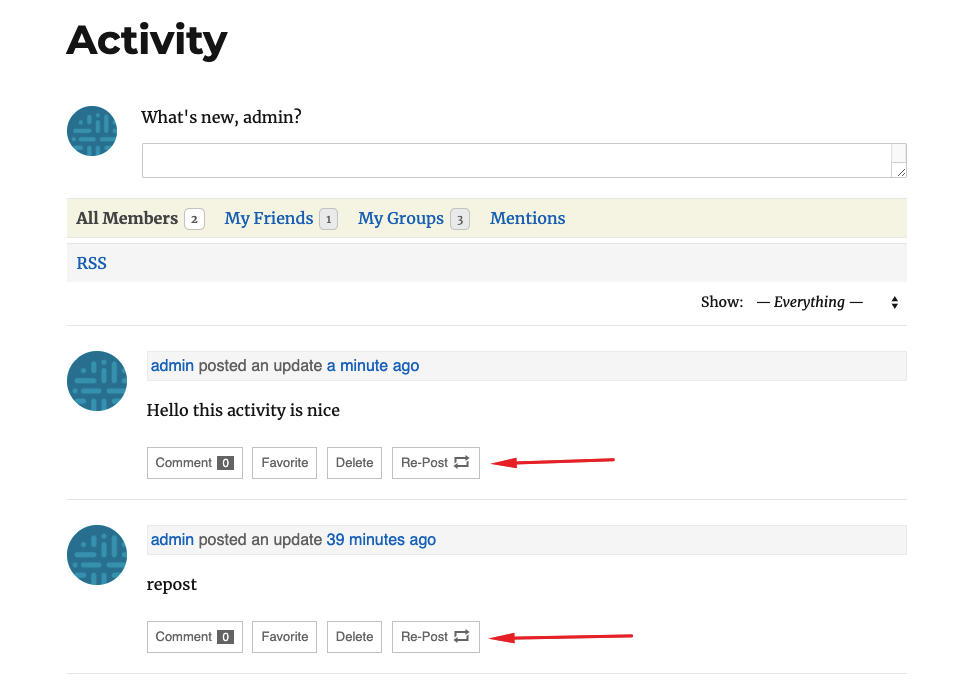 Activity
What's new, admin?
All Members 2 My Friends 1 My Groups 3 Mentions
RSS
Show: — Everything —
admin posted an update a minute ago
Hello this activity is nice
Comment 0 Favorite Delete Re-Post
admin posted an update 39 minutes ago
repost
Comment 0 Favorite Delete Re-Post